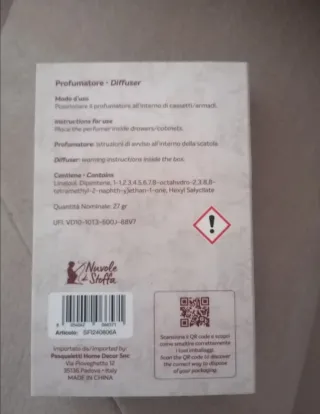 Profumatore - Diffuser
Modo d'uso
Posizionare il profumatore all'interno di cassetti/armadi.
Instructions for use
Place the perfumer inside drawers/cabinets.
Profumatore: istruzioni di avviso all'interno della scatola.
Diffuser: warning instructions inside the box.
Contiene - Contains
Linalool, Dipentene, 1-1,2,3,4,5,6,7,8-octahydro-2,3,8,8-
tetramethyl-2-naphthyl)ethan-1-one, Hexyl Salicylate
Quantità Nominale: 27 gr
UFI:
Nuvole
di Stoffa
Articolo: SF1240806A
Importato da/Imported by:
Pasqualetti Home Decor Snc
35136 Padova - Italy
MADE IN CHINA
Scansiona il QR code e scopri
come smaltire correttamente
i tuoi imballaggi.
Scan the QR code to discover
the correct way to dispose
of your packaging.